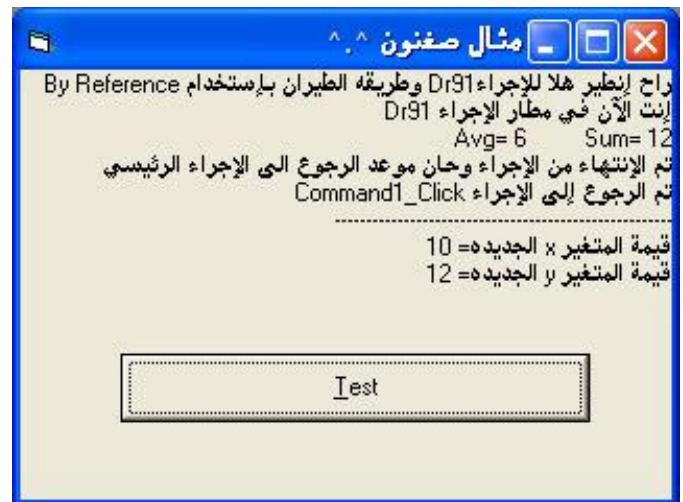 مثال صغنون ^.^
راح إنطير هلا للإجراءDr91 وطريقه الطيران بإستخدام By Reference
إنت الآن في مطار الإجراء Dr91
Sum= 12 Avg= 6
تم الإنتهاء من الإجراء وحان موعد الرجوع الى الإجراء الرئيسي
تم الرجوع إلى الإجراء Command1_Click
--------------------------------------------------------
قيمة المتغير x الجديده= 10
قيمة المتغير y الجديده= 12
Test